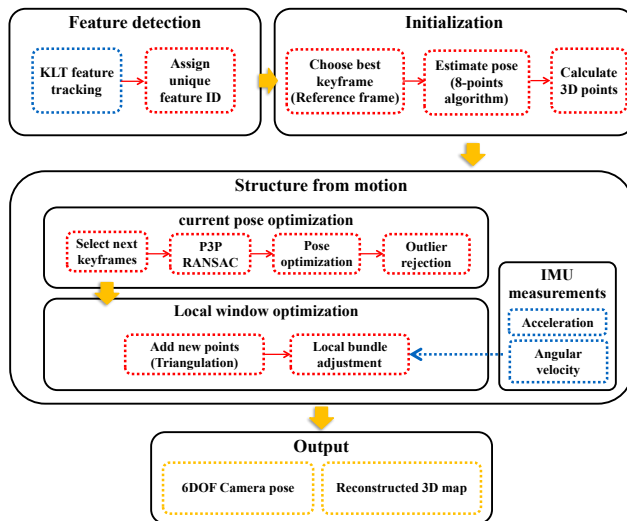 Feature detection
KLT feature
tracking
Assign
unique
feature ID
Initialization
Choose best
keyframe
(Reference frame)
Estimate pose
(8-points
algorithm)
Calculate
3D points
Structure from motion
current pose optimization
Select next
keyframes
P3P
RANSAC
Pose
optimization
Outlier
rejection
Local window optimization
Add new points
(Triangulation)
Local bundle
adjustment
IMU
measurements
Acceleration
Angular
velocity
Output
6DOF Camera pose
Reconstructed 3D map